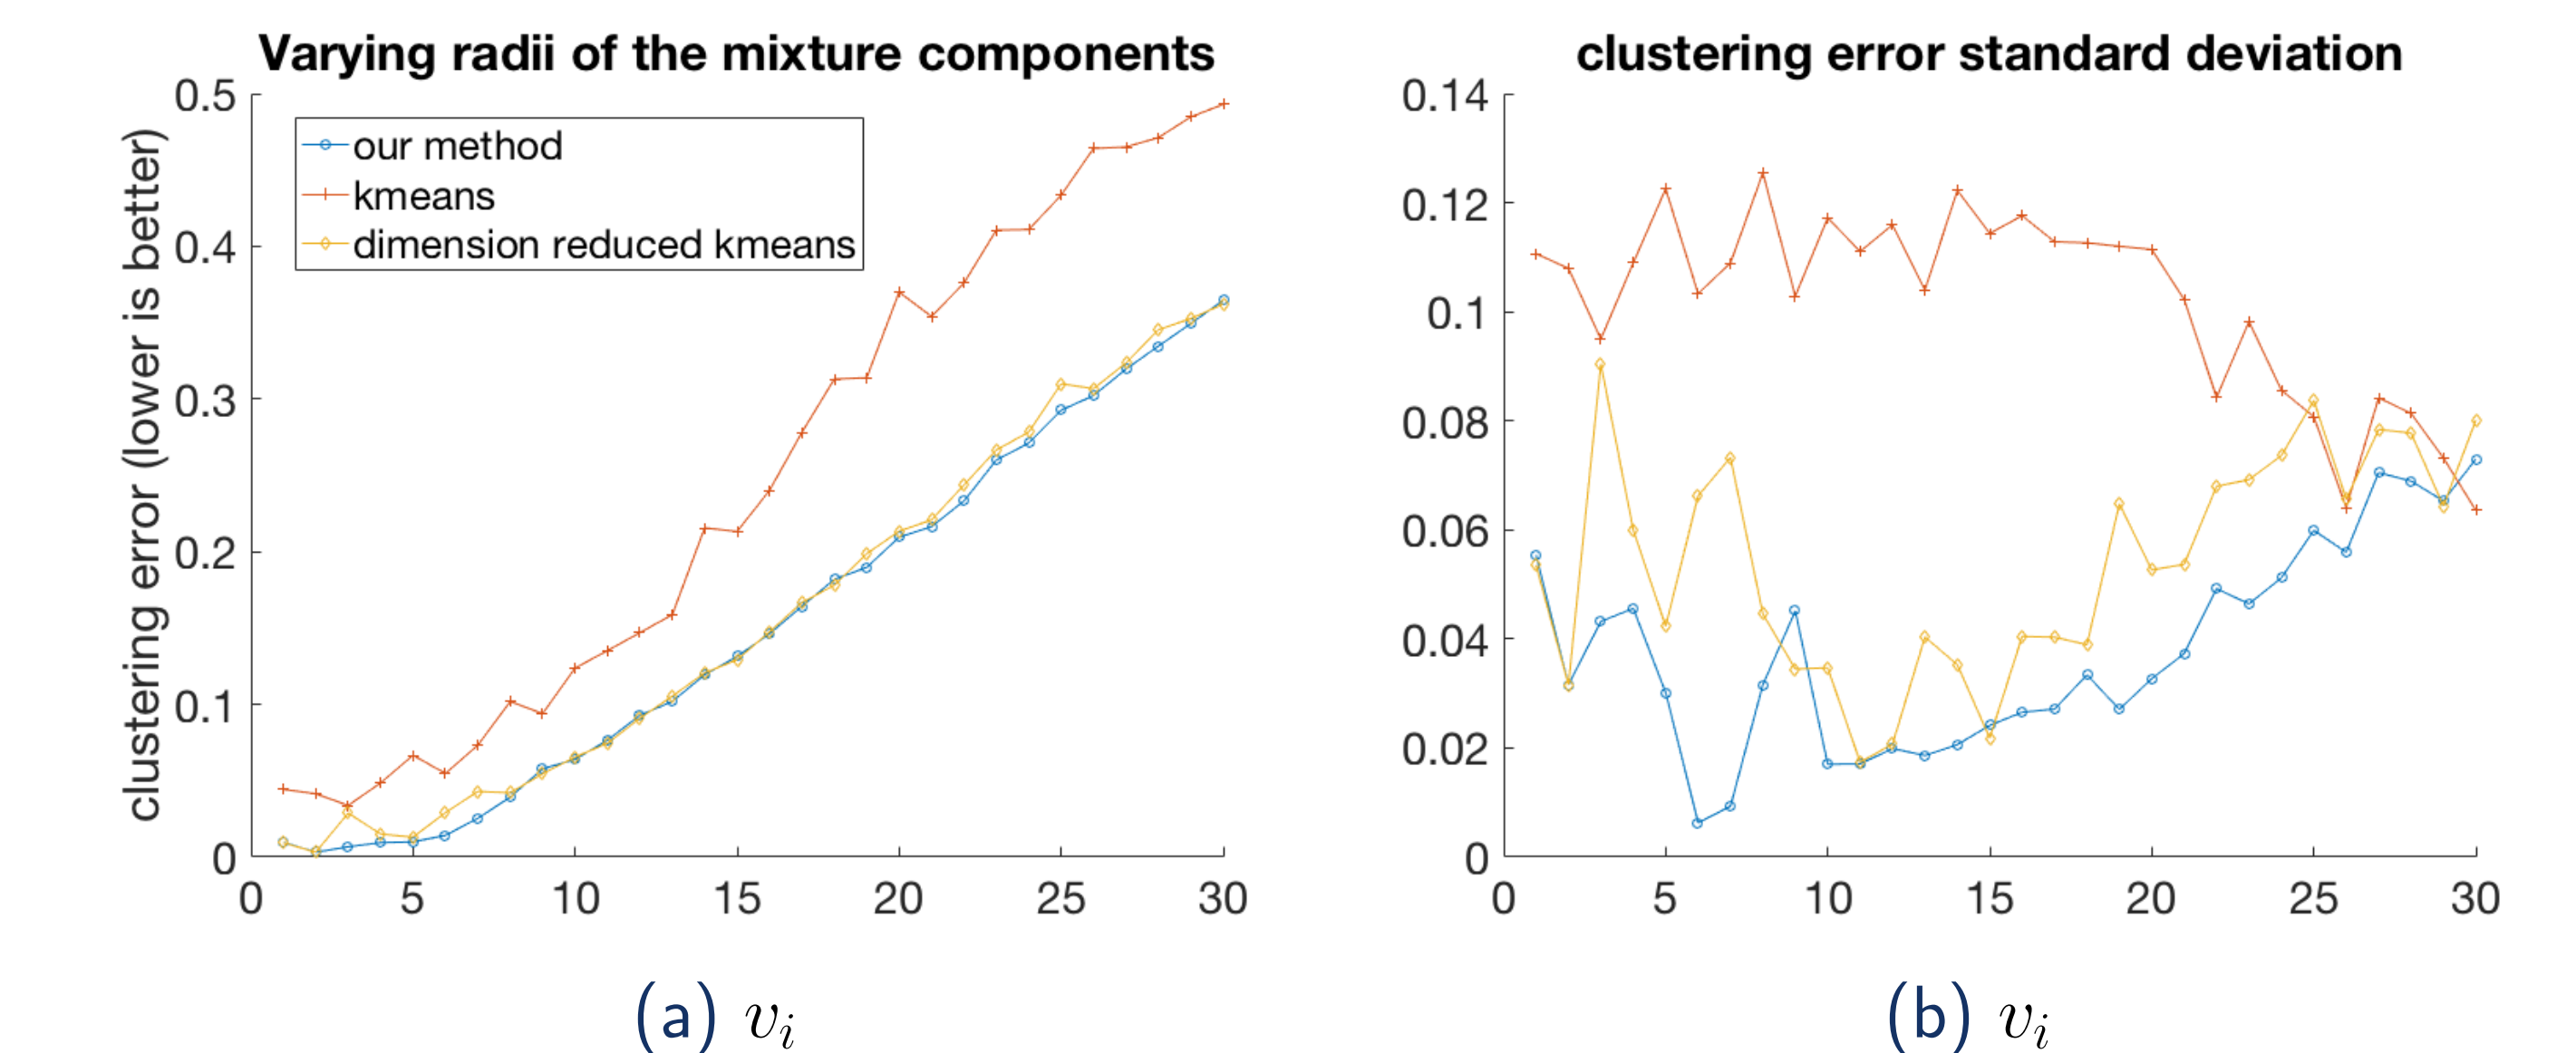 Varying radii of the mixture components
clustering error (lower is better)
0.5
0.4
0.3
0.2
0.1
0
our method
kmeans
dimension reduced kmeans
0 5 10 15 20 25 30
(a) v_i
clustering error standard deviation
0.14
0.12
0.1
0.08
0.06
0.04
0.02
0
0 5 10 15 20 25 30
(b) v_i